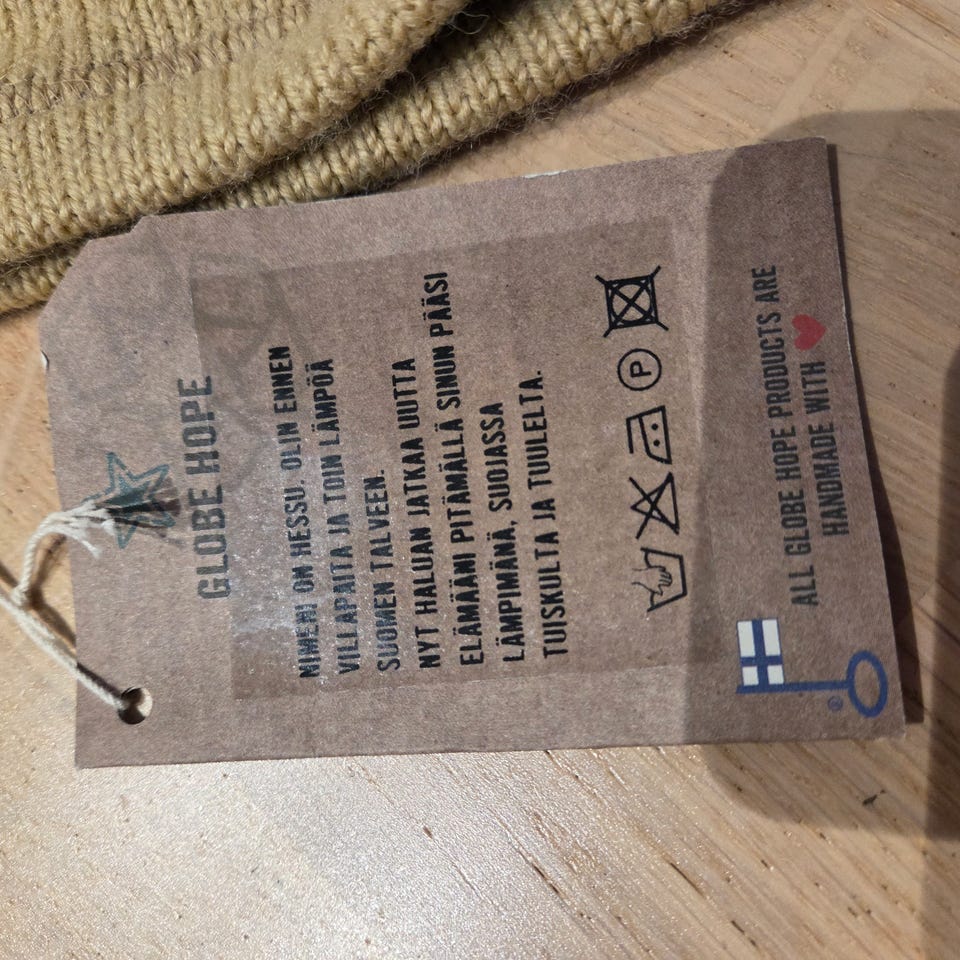 GLOBE HOPE
NIMENI ON HESSU. OLIN ENNEN
VILLAPAITA JA TOIN LÄMPÖÄ
SUOMEN TALVEEN.
NYT HALUAN JATKAA UUTTA
ELÄMÄÄNI PITÄMÄLLÄ SINUN PÄÄSI
LÄMPIMÄNÄ, SUOJASSA
TUISKULTA JA TUULELTA.
P
ALL GLOBE HOPE PRODUCTS ARE
HANDMADE WITH ♥
®